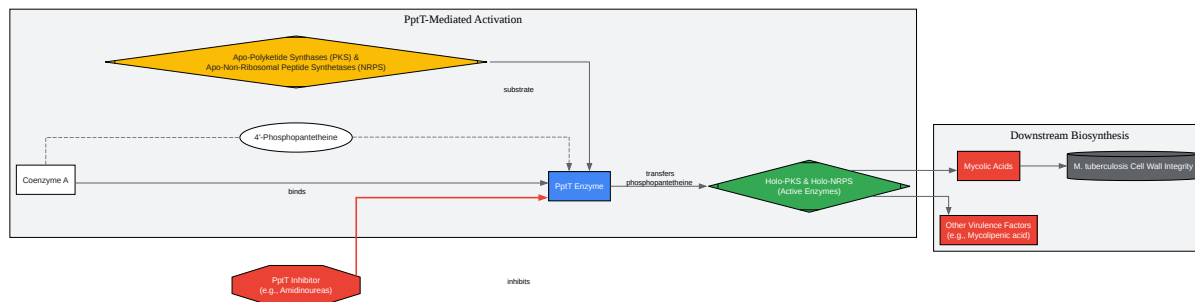 PptT-Mediated Activation
Apo-Polyketide Synthases (PKS) &
Apo-Non-Ribosomal Peptide Synthetases (NRPS)
substrate
4'-Phosphopantetheine
Coenzyme A
binds
PptT Enzyme
transfers
phosphopantetheine
Holo-PKS & Holo-NRPS
(Active Enzymes)
Downstream Biosynthesis
Mycolic Acids
M. tuberculosis Cell Wall Integrity
Other Virulence Factors
(e.g., Mycolipenic acid)
PptT Inhibitor
(e.g., Amidinoureas)
inhibits